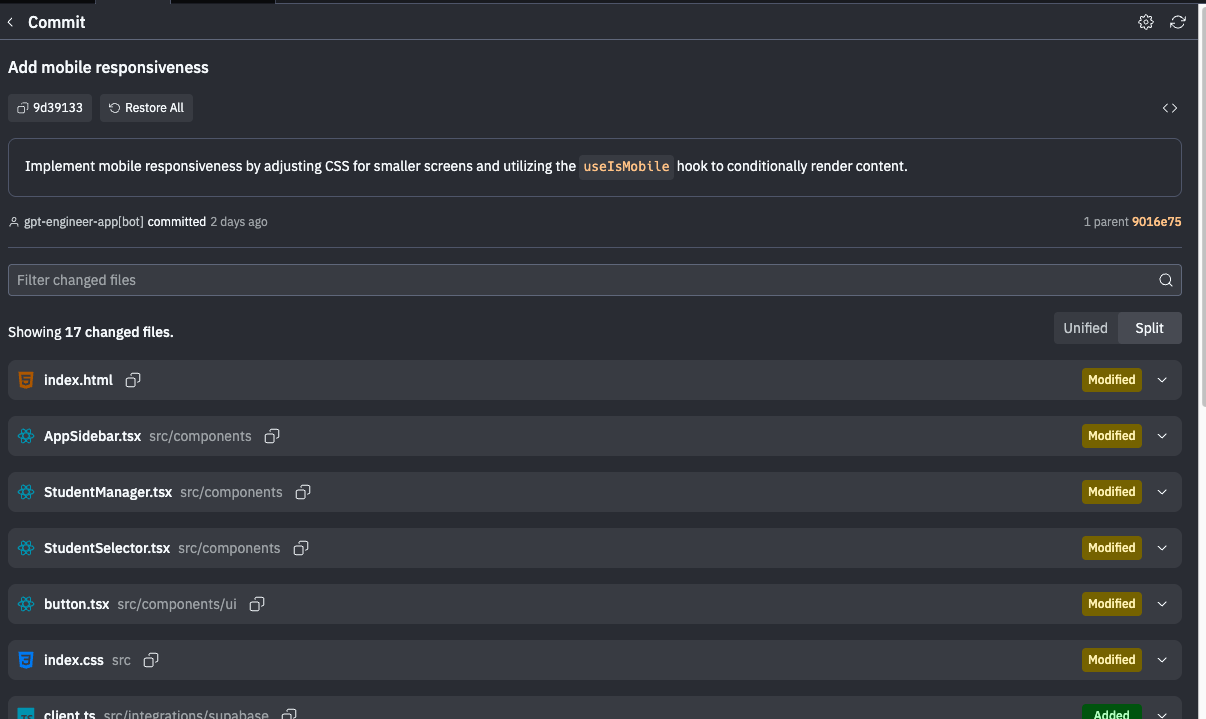 Commit
Add mobile responsiveness
9d39133 Restore All
Implement mobile responsiveness by adjusting CSS for smaller screens and utilizing the useIsMobile hook to conditionally render content.
gpt-engineer-app[bot] committed 2 days ago 1 parent 9016e75
Filter changed files
Showing 17 changed files. Unified Split
index.html Modified
AppSidebar.tsx src/components Modified
StudentManager.tsx src/components Modified
StudentSelector.tsx src/components Modified
button.tsx src/components/ui Modified
index.css src Modified
client.ts src/integrations/supabase Added